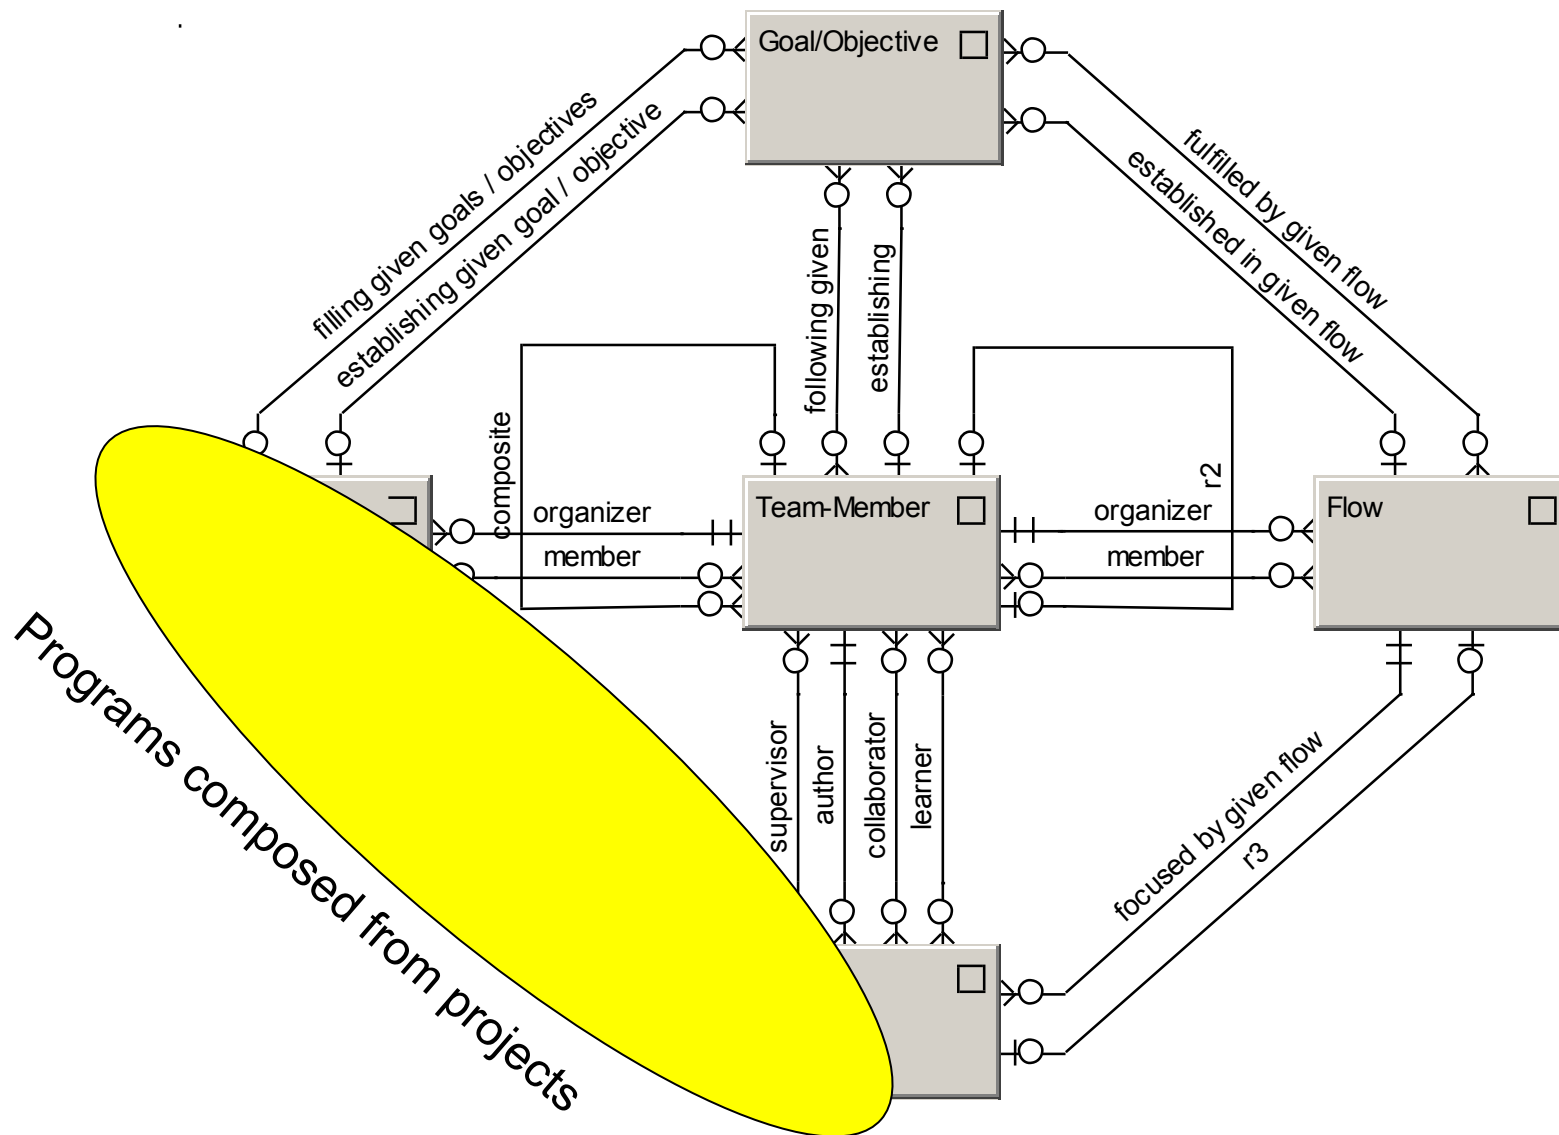 Goal/Objective
filling given goals / objectives
establishing given goal / objective
following given
establishing
fulfilled by given flow
established in given flow
composite
organizer
member
Team-Member
r2
organizer
member
Flow
supervisor
author
collaborator
learner
focused by given flow
r3
Programs composed from projects